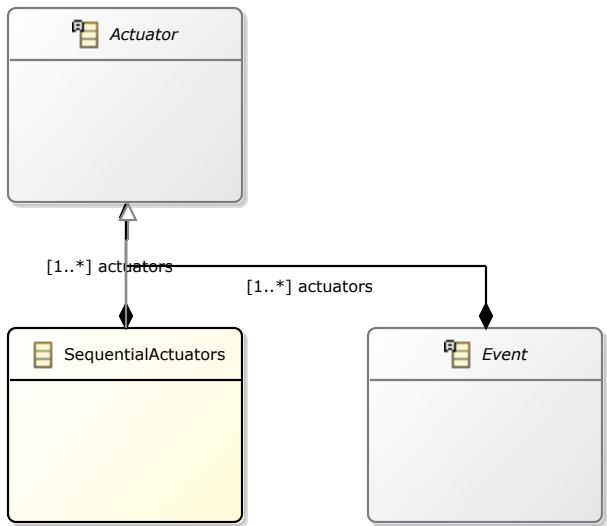 Actuator
[1..*] actuators
[1..*] actuators
SequentialActuators
Event